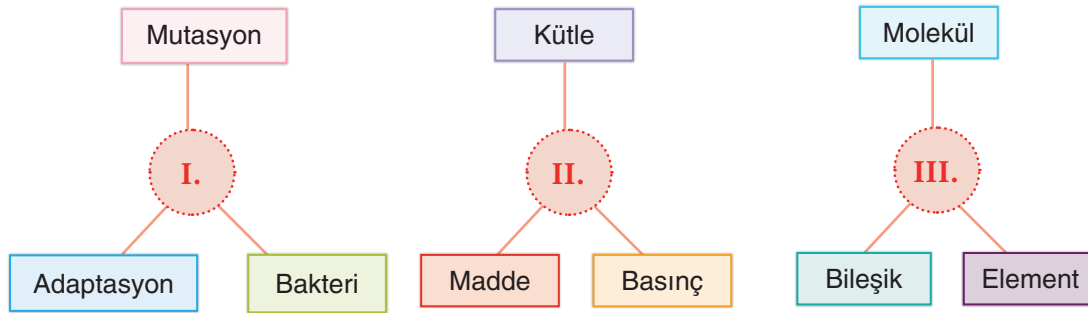 Mutasyon
Kütle
Molekül
I.
II.
III.
Adaptasyon
Bakteri
Madde
Basınç
Bileşik
Element